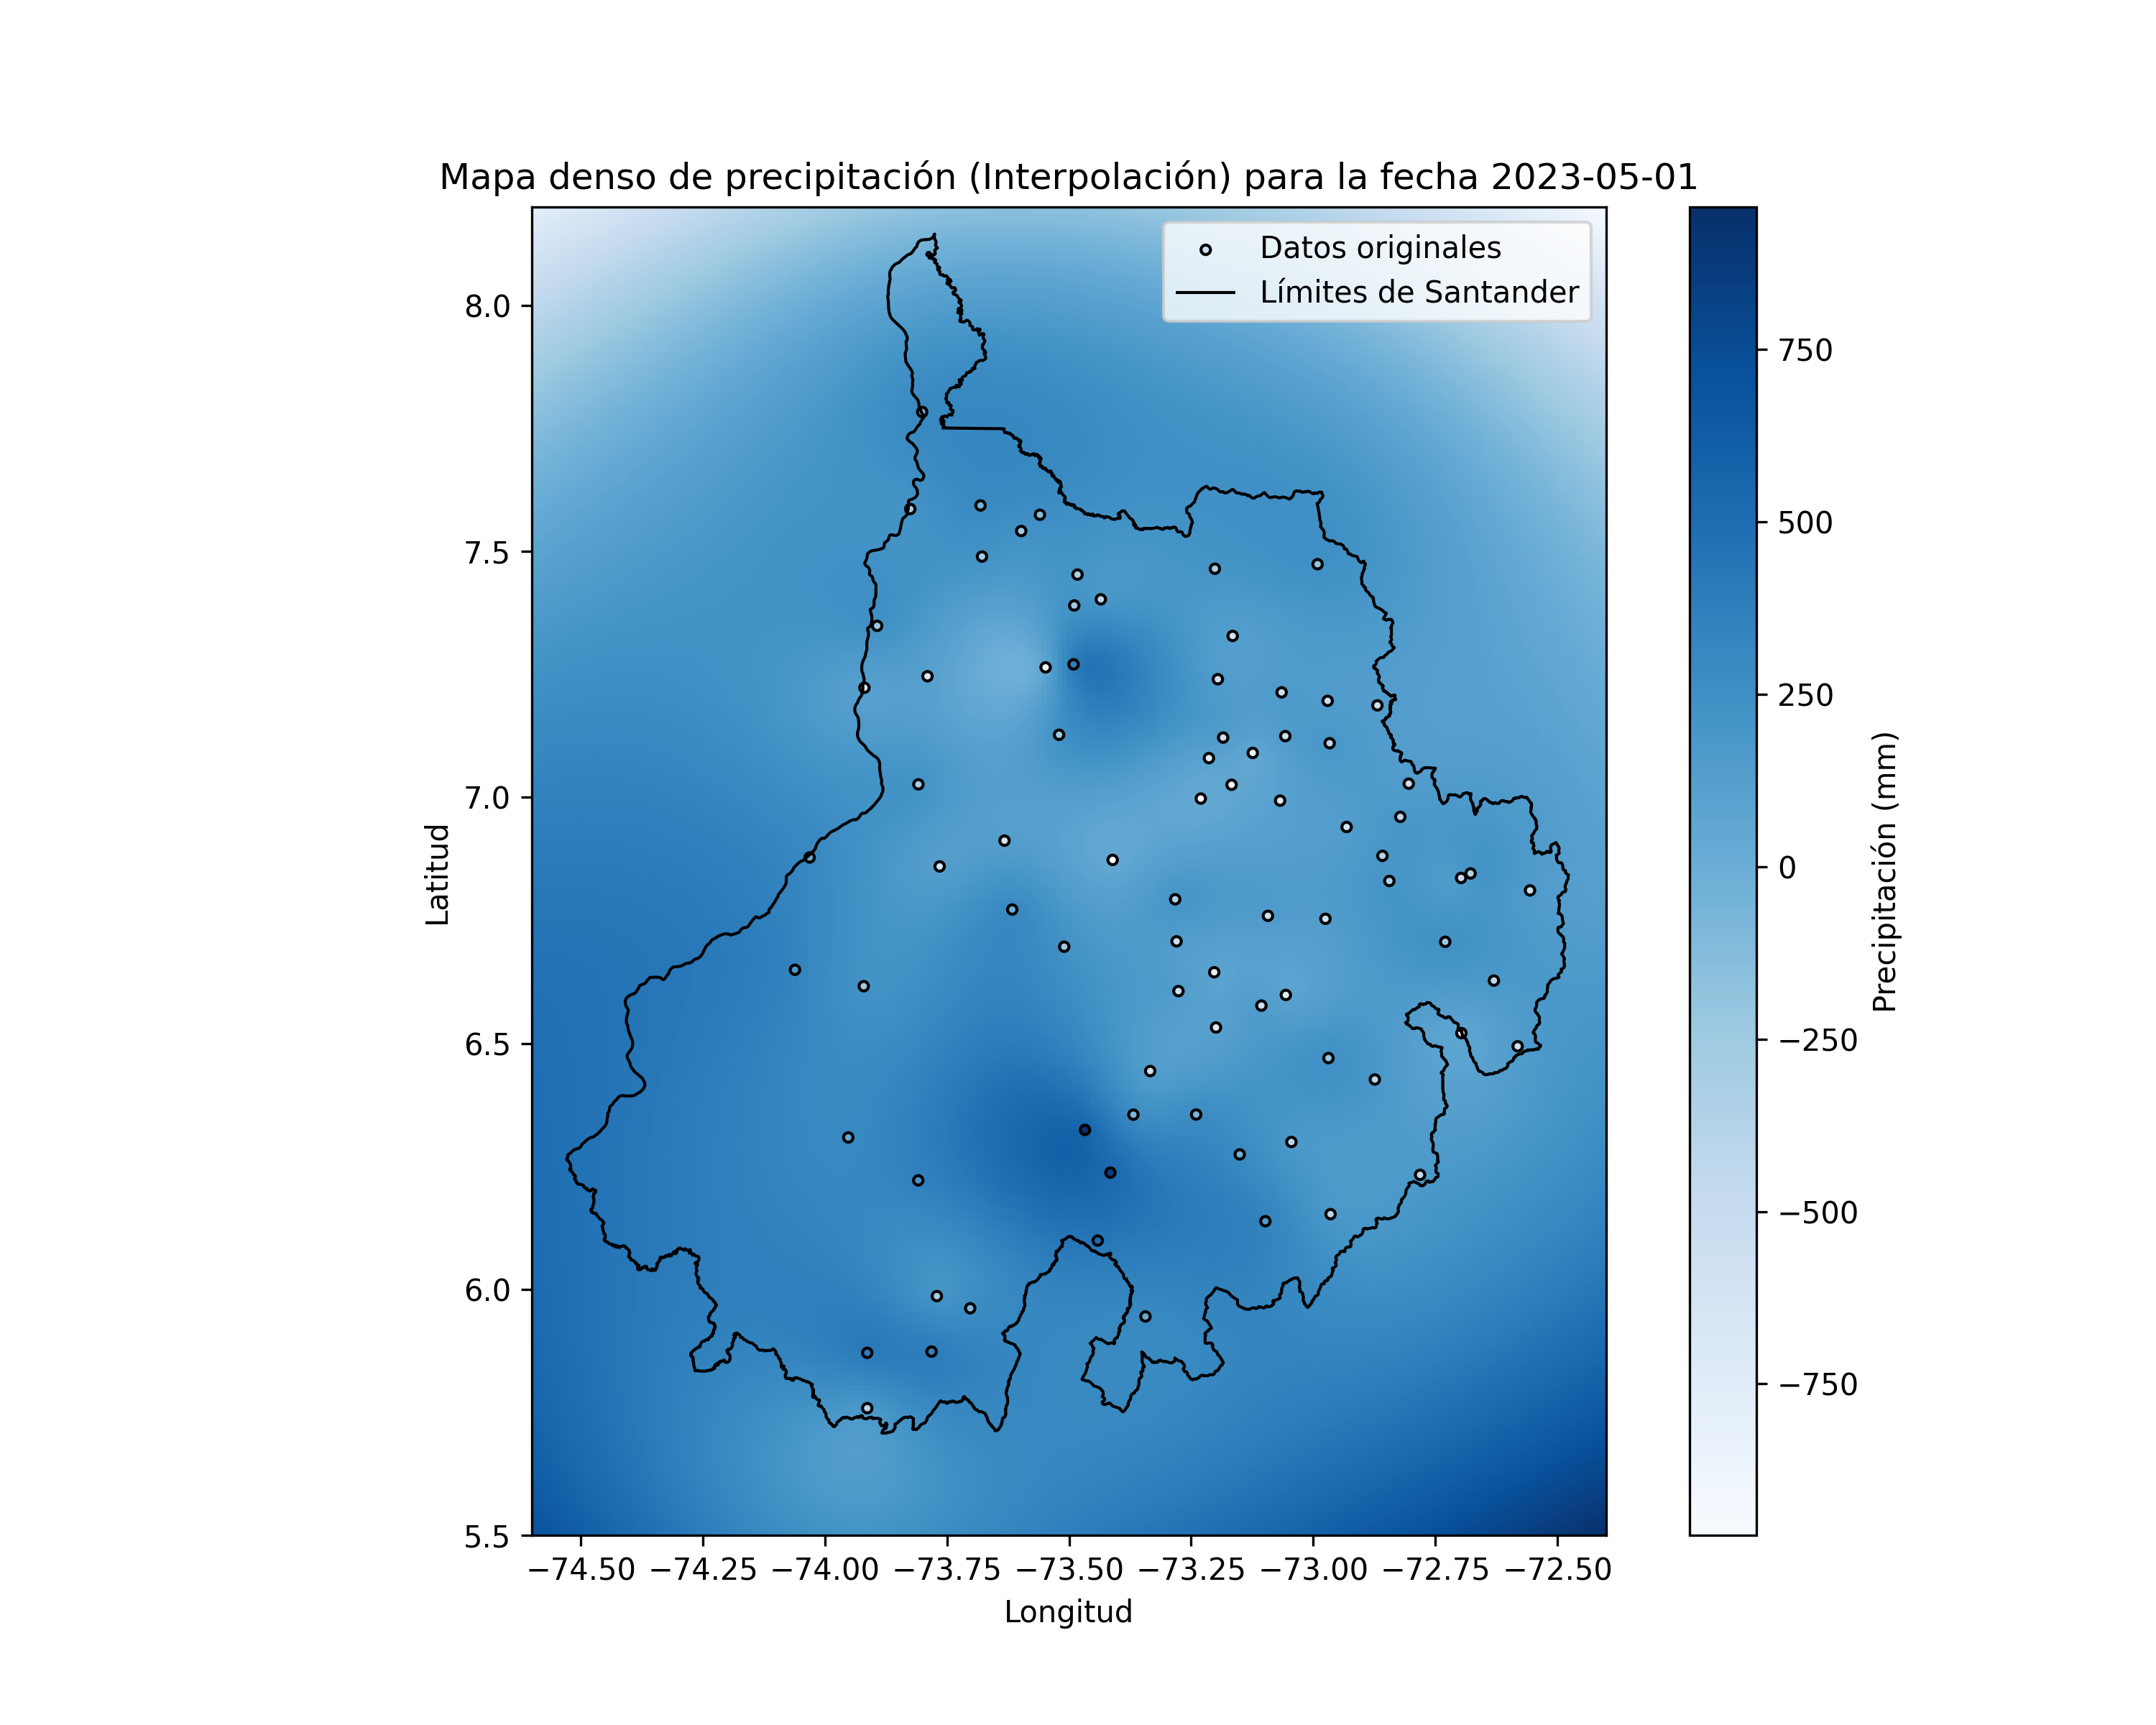 Mapa denso de precipitación (Interpolación) para la fecha 2023-05-01
Datos originales
Límites de Santander
8.0
7.5
7.0
6.5
6.0
5.5
Latitud
−74.50 −74.25 −74.00 −73.75 −73.50 −73.25 −73.00 −72.75 −72.50
Longitud
750
500
250
0
−250
−500
−750
Precipitación (mm)